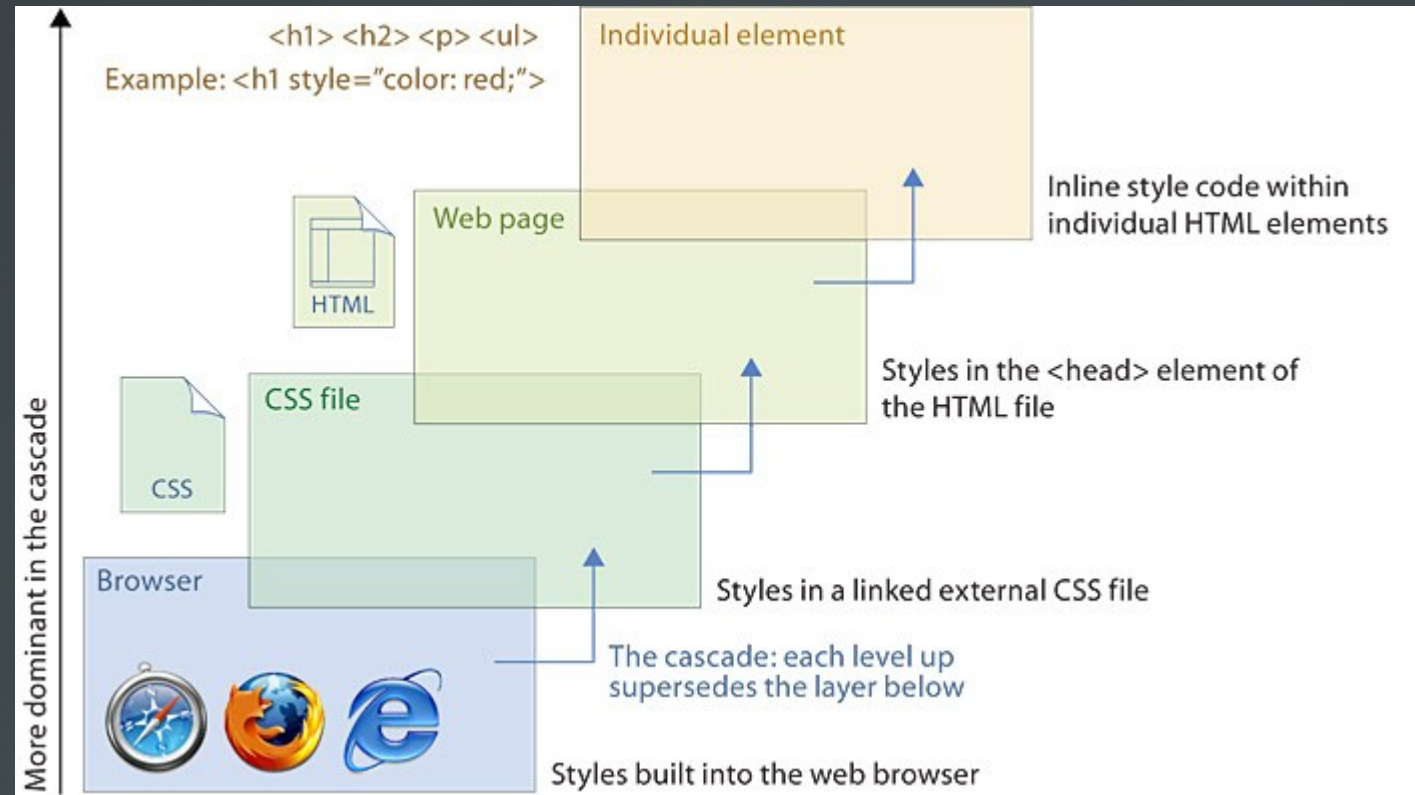 <h1> <h2> <p> <ul>
Example: <h1 style="color: red;">
Individual element
Inline style code within
individual HTML elements
Web page
HTML
Styles in the <head> element of
the HTML file
CSS file
CSS
Styles in a linked external CSS file
Browser
The cascade: each level up
supersedes the layer below
Styles built into the web browser
More dominant in the cascade